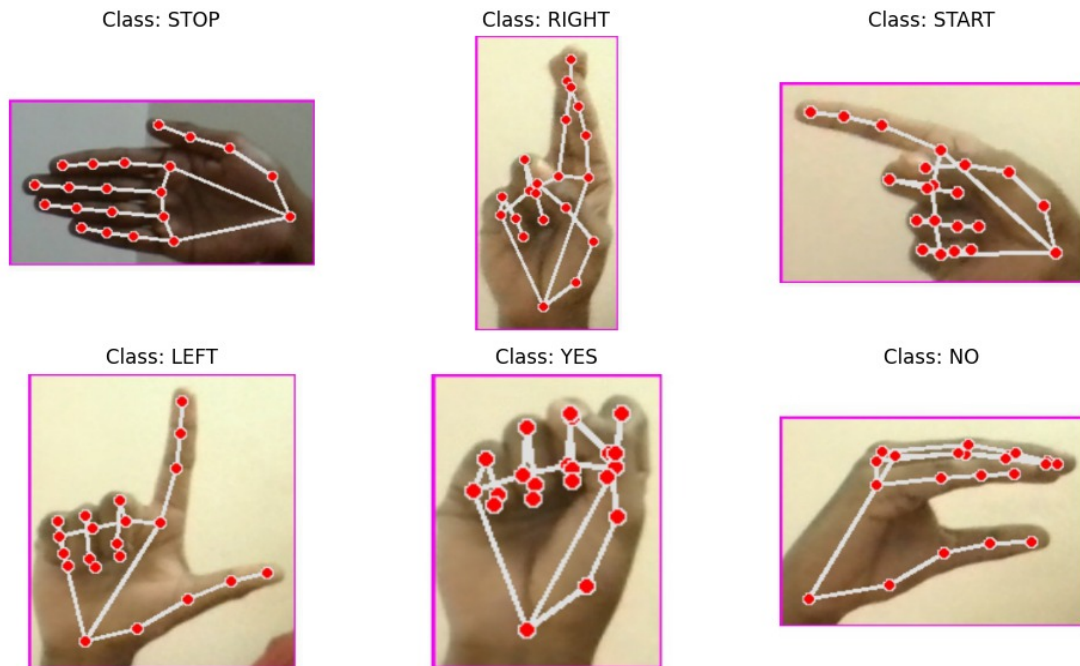 Class: STOP
Class: RIGHT
Class: START
Class: LEFT
Class: YES
Class: NO